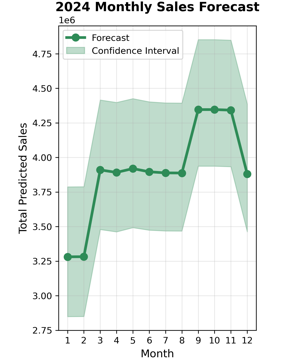 2024 Monthly Sales Forecast
1e6
Forecast
Confidence Interval
4.75
4.50
4.25
4.00
3.75
3.50
3.25
3.00
2.75
Total Predicted Sales
1 2 3 4 5 6 7 8 9 10 11 12
Month